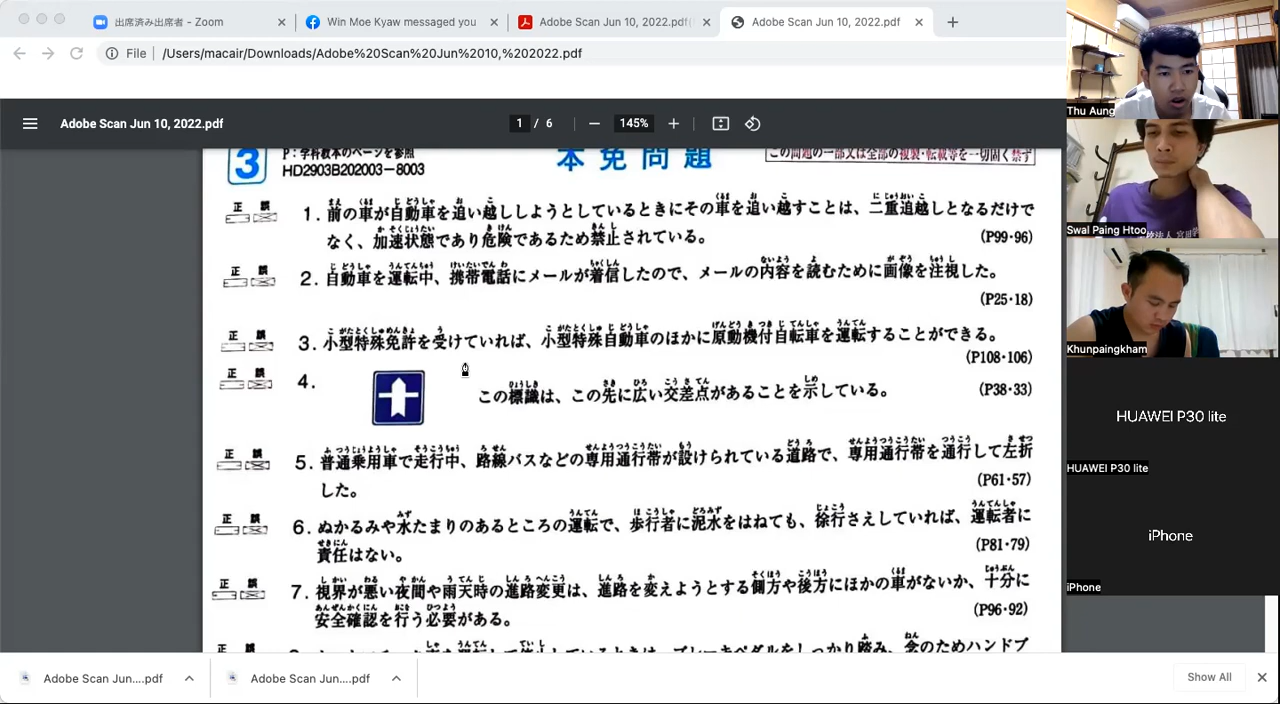 出席済み出席者 - Zoom
Win Moe Kyaw messaged you
Adobe Scan Jun 10, 2022.pdf
Adobe Scan Jun 10, 2022.pdf
File | /Users/macair/Downloads/Adobe%20Scan%20Jun%2010,%202022.pdf
Adobe Scan Jun 10, 2022.pdf
1 / 6
145%
3
P：学科教本のページを参照
HD2903B202003−8003
本免問題
この問題の一部又は全部の複製・転載等を一切固く禁ず
正 誤
1. 前の車が自動車を追い越ししようとしているときにその車を追い越すことは、二重追越しとなるだけで
なく、加速状態であり危険であるため禁止されている。
(P99・96)
正 誤
2. 自動車を運転中、携帯電話にメールが着信したので、メールの内容を読むために画像を注視した。
(P25・18)
正 誤
3. 小型特殊免許を受けていれば、小型特殊自動車のほかに原動機付自転車を運転することができる。
(P108・106)
正 誤
4. この標識は、この先に広い交差点があることを示している。
(P38・33)
正 誤
5. 普通乗用車で走行中、路線バスなどの専用通行帯が設けられている道路で、専用通行帯を通行して左折
した。
(P61・57)
正 誤
6. ぬかるみや水たまりのあるところの運転で、歩行者に泥水をはねても、徐行さえしていれば、運転者に
責任はない。
(P81・79)
正 誤
7. 視界が悪い夜間や雨天時の進路変更は、進路を変えようとする側方や後方にほかの車がないか、十分に
安全確認を行う必要がある。
(P96・92)
ブレーキペダルをしっかり踏み、念のためハンドブ
Adobe Scan Jun....pdf
Adobe Scan Jun....pdf
Show All
Thu Aung
Swal Paing Htoo
Khunpaingkham
HUAWEI P30 lite
HUAWEI P30 lite
iPhone
iPhone